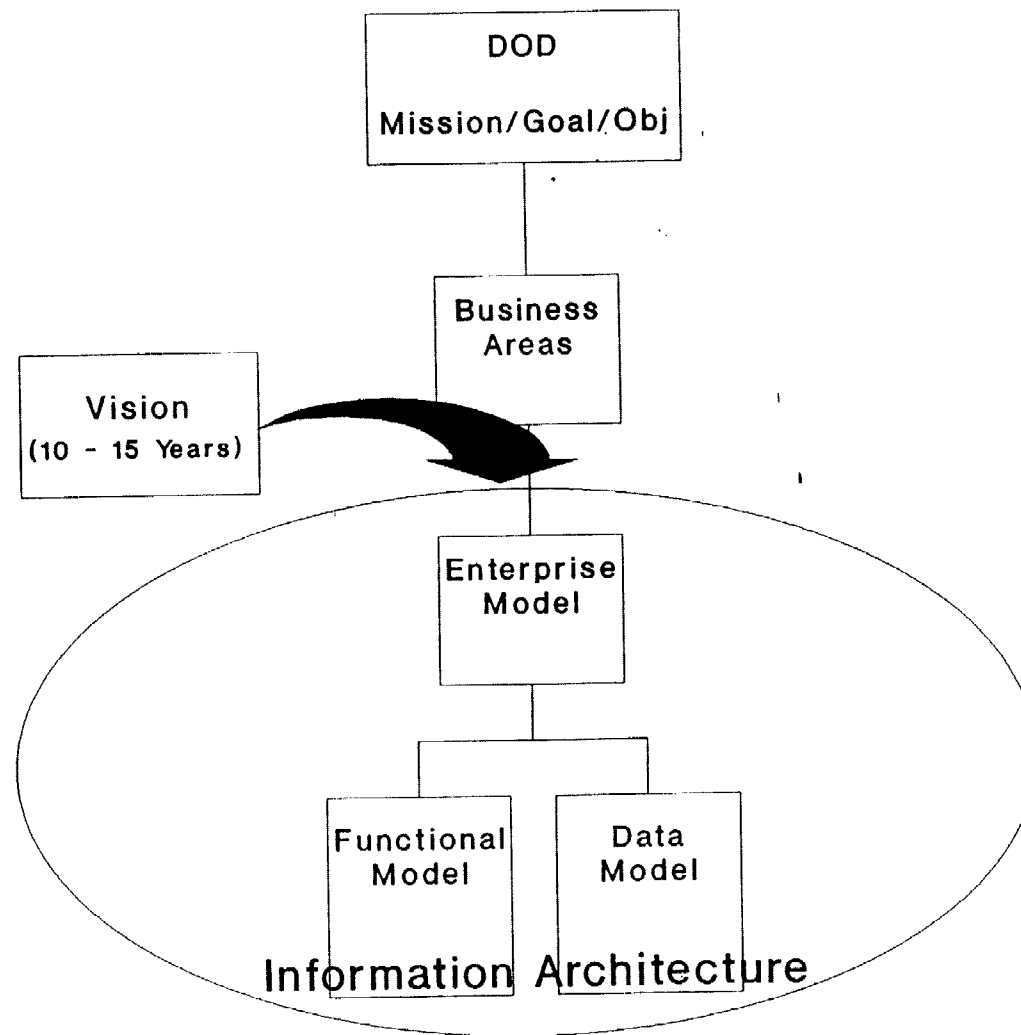 DOD
Mission/Goal/Obj
Business
Areas
Vision
(10 - 15 Years)
Enterprise
Model
Functional
Model
Data
Model
Information Architecture